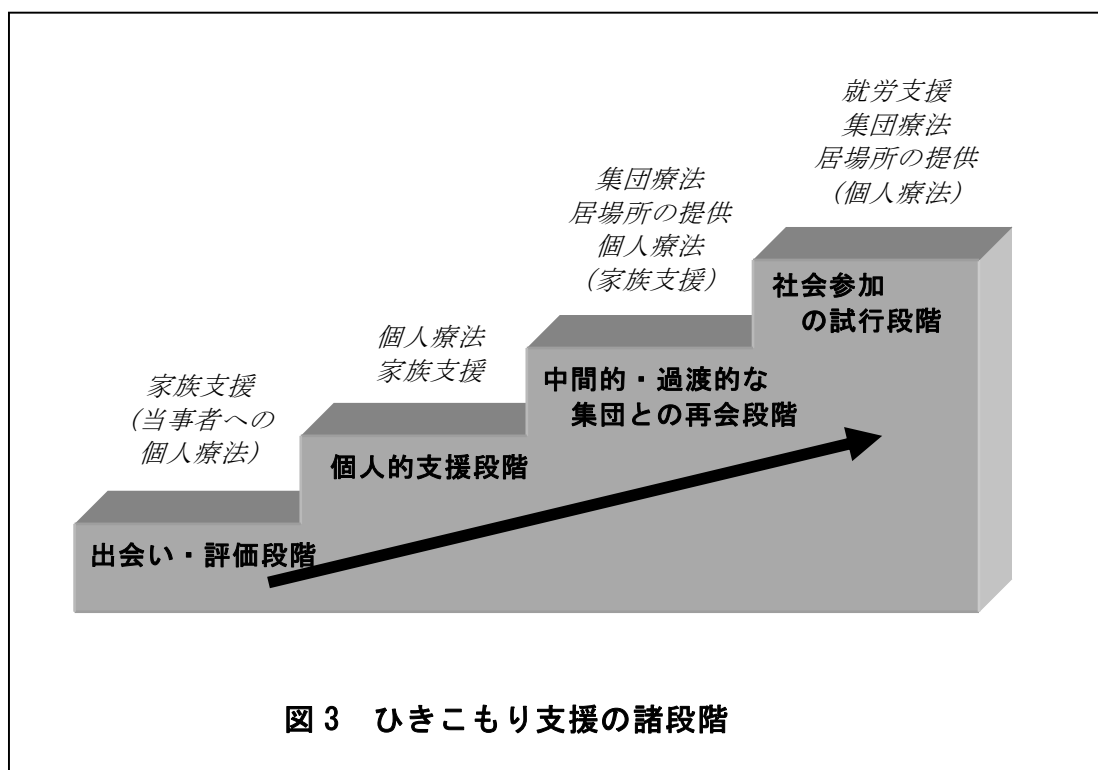 家族支援
(当事者への
個人療法)
出会い・評価段階
個人療法
家族支援
個人的支援段階
集団療法
居場所の提供
個人療法
(家族支援)
中間的・過渡的な
集団との再会段階
就労支援
集団療法
居場所の提供
(個人療法)
社会参加
の試行段階
図3 ひきこもり支援の諸段階